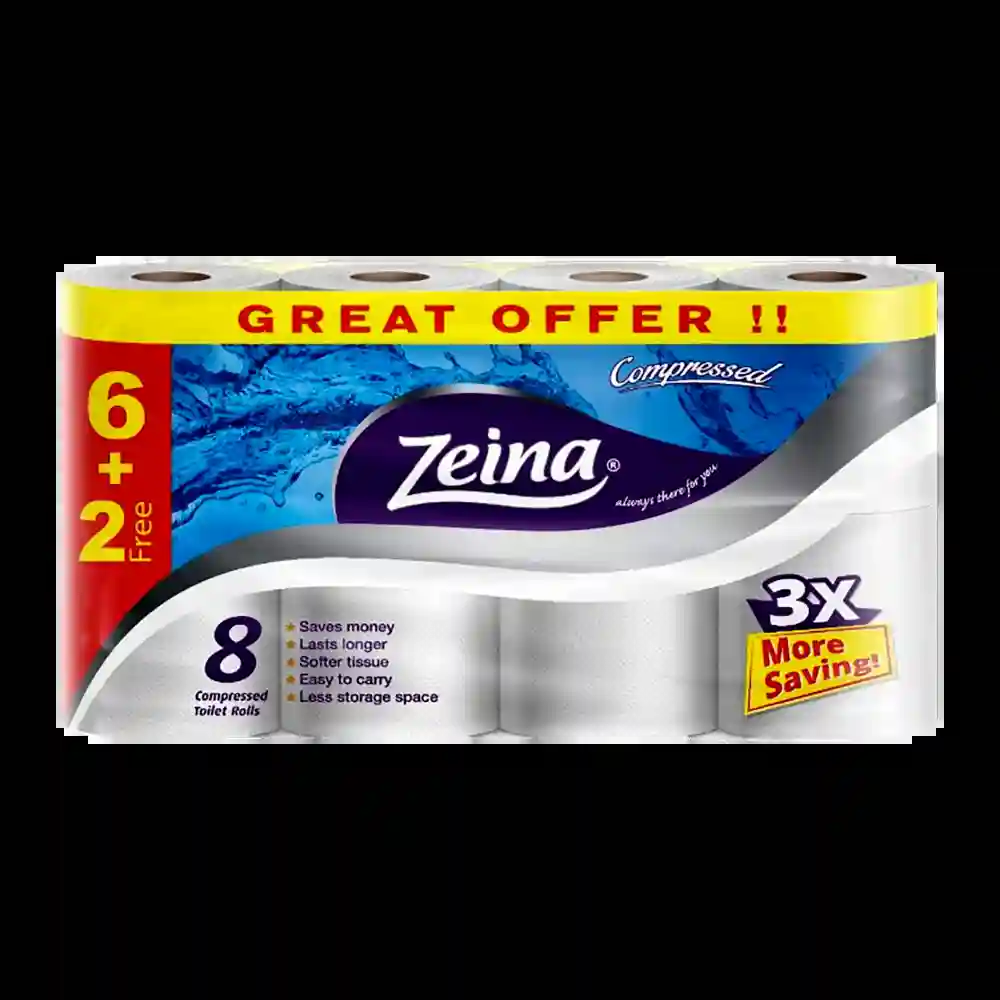 GREAT OFFER !!
6
+
2
Free
Compressed
Zeina®
always there for you
8
Compressed
Toilet Rolls
Saves money
Lasts longer
Softer tissue
Easy to carry
Less storage space
3X
More
Saving!